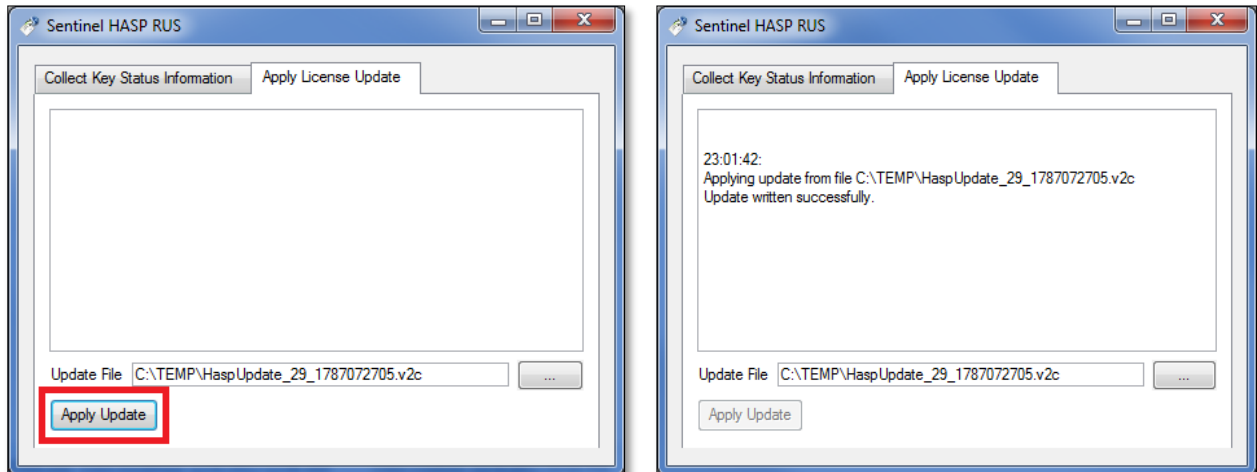 Sentinel HASP RUS
Collect Key Status Information
Apply License Update
Update File C:\TEMP\HaspUpdate_29_1787072705.v2c ...
Apply Update
Sentinel HASP RUS
Collect Key Status Information
Apply License Update
23:01:42:
Applying update from file C:\TEMP\HaspUpdate_29_1787072705.v2c
Update written successfully.
Update File C:\TEMP\HaspUpdate_29_1787072705.v2c ...
Apply Update